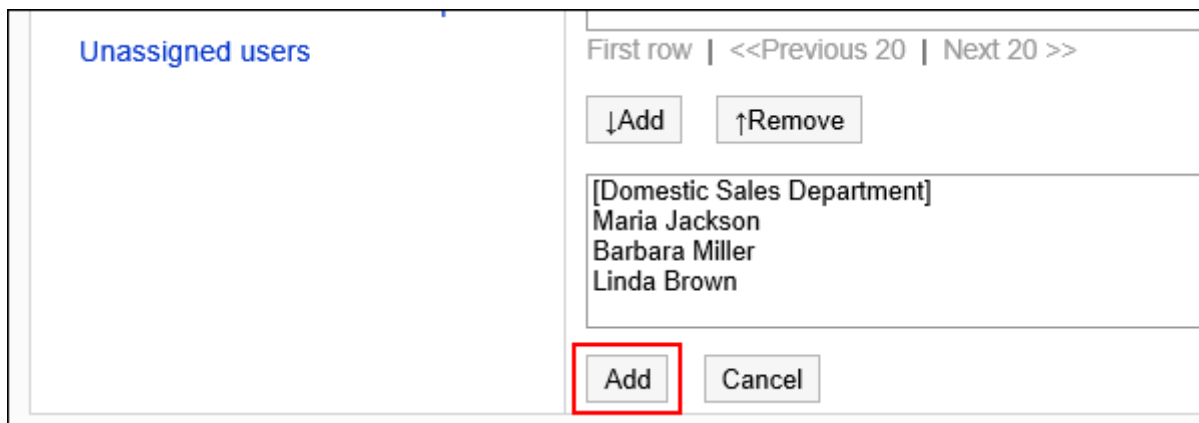 Unassigned users
First row | <<Previous 20 | Next 20 >>
↓Add ↑Remove
[Domestic Sales Department]
Maria Jackson
Barbara Miller
Linda Brown
Add Cancel